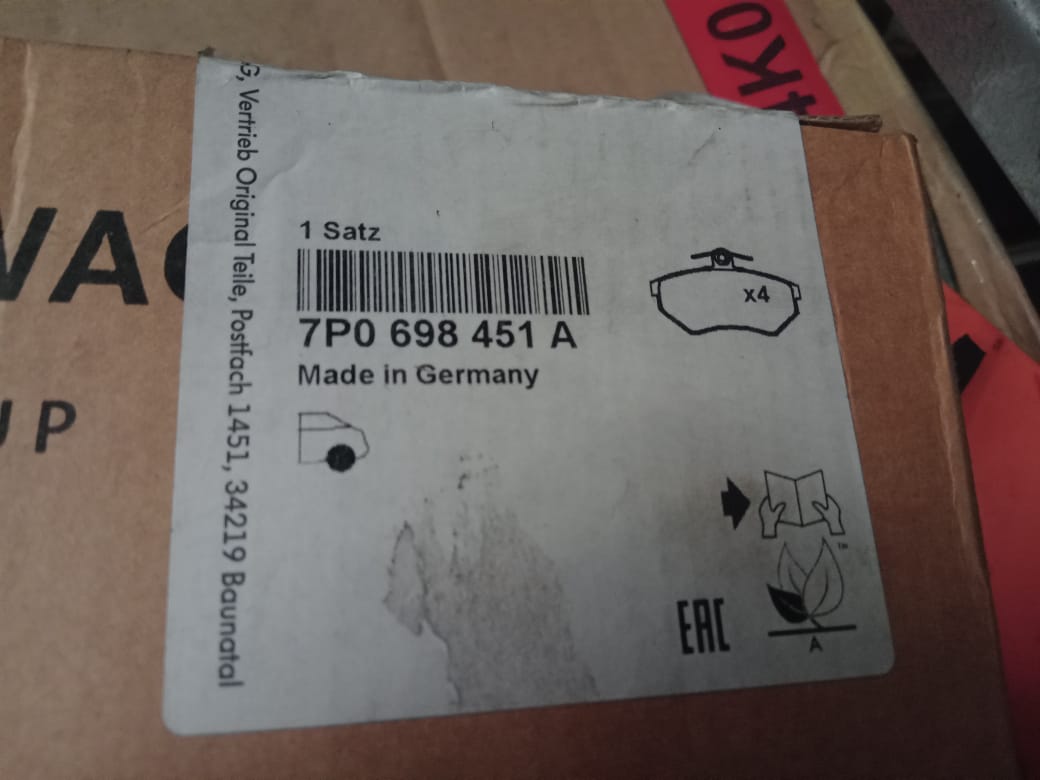 OKO
VAG
UP
G, Vertrieb Original Teile, Postfach 1451, 34219 Baunatal
1 Satz
x4
7P0 698 451 A
Made in Germany
EAC
A